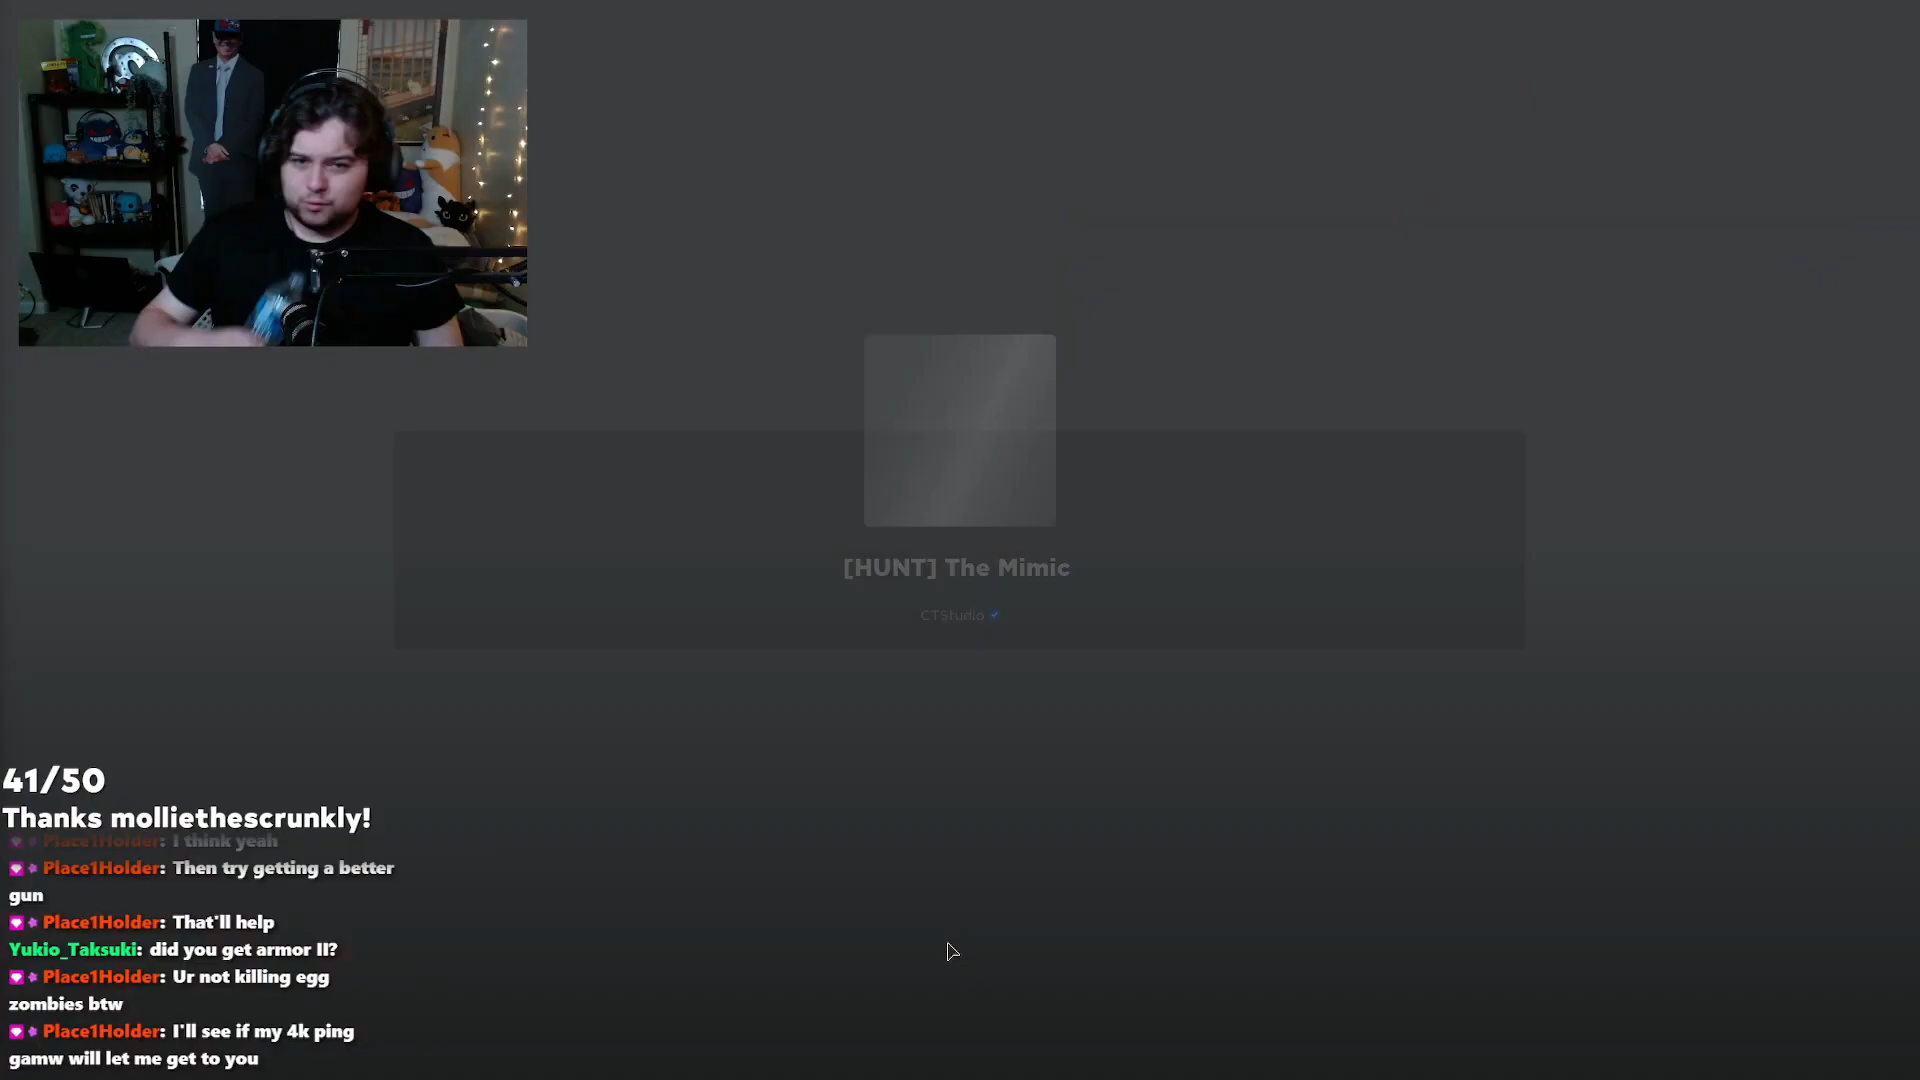 [HUNT] The Mimic
CTStudio
41/50
Thanks molliethescrunkly!
Place1Holder: I think yeah
Place1Holder: Then try getting a better
gun
Place1Holder: That'll help
Yukio_Taksuki: did you get armor II?
Place1Holder: Ur not killing egg
zombies btw
Place1Holder: I'll see if my 4k ping
gamw will let me get to you